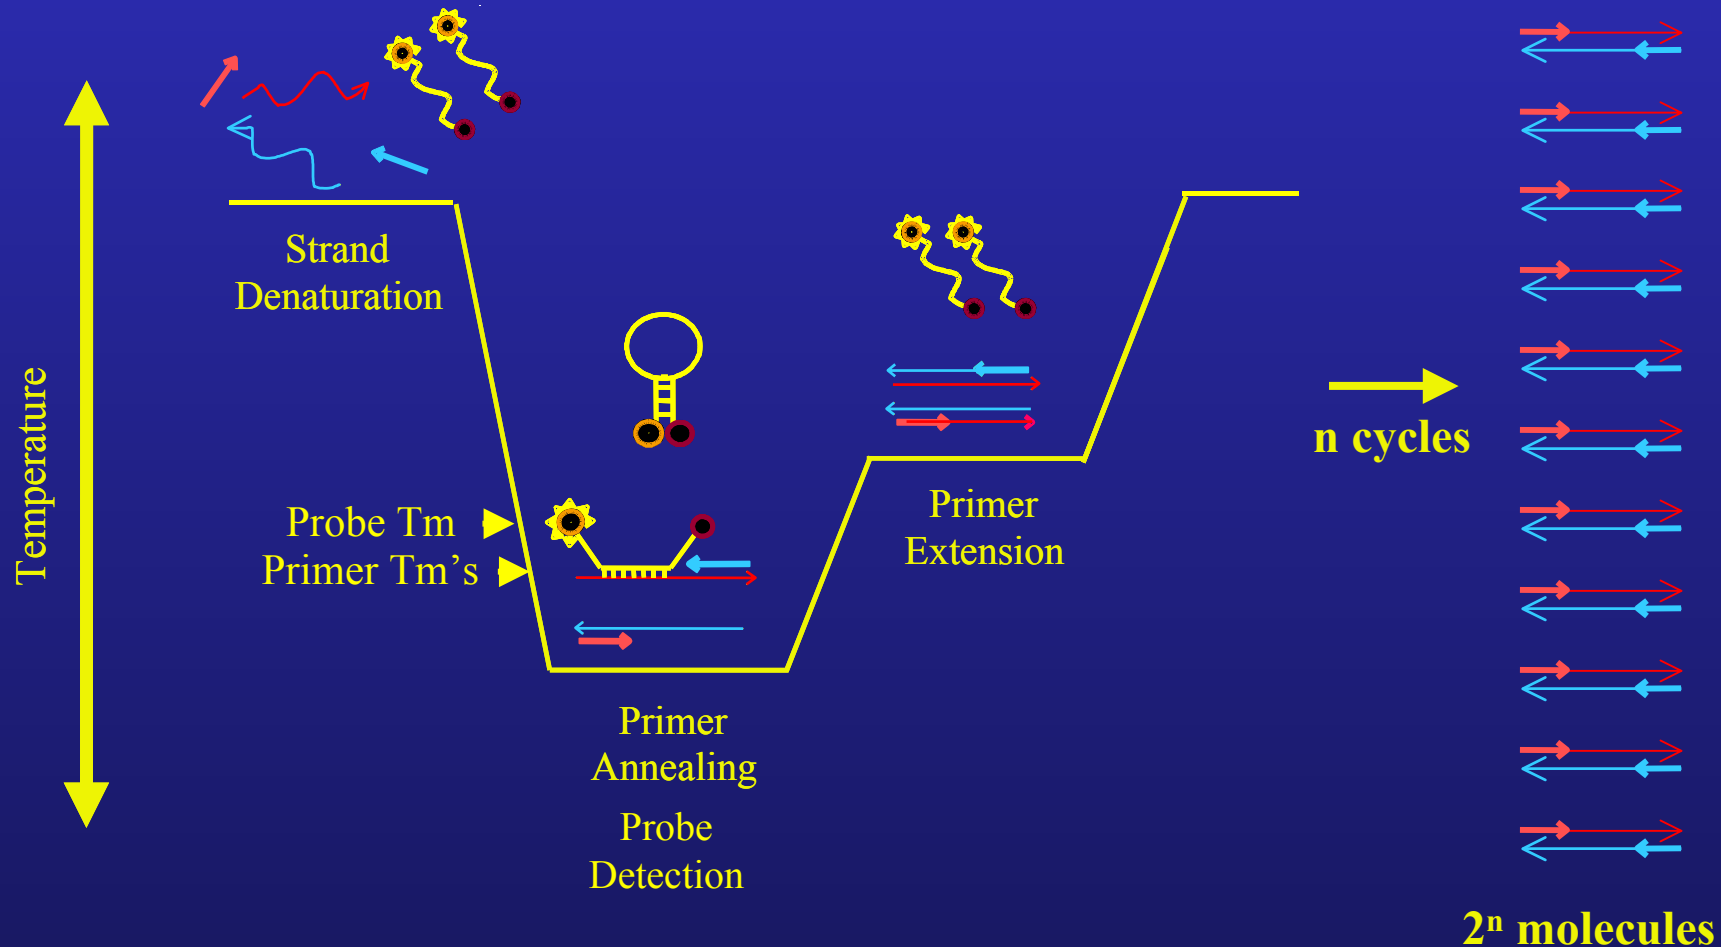 Temperature
Strand
Denaturation
Probe Tm
Primer Tm’s
Primer
Annealing
Probe
Detection
Primer
Extension
n cycles
2ⁿ molecules